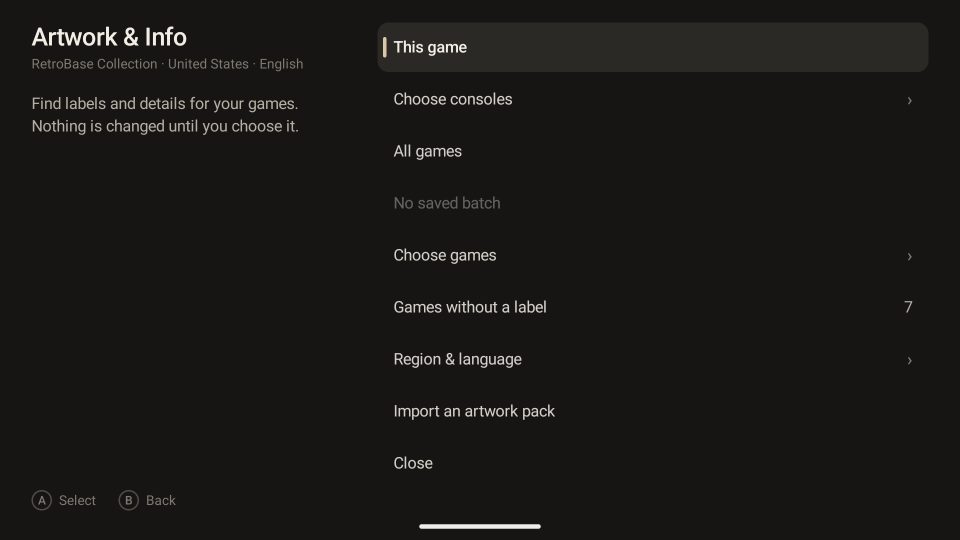 Artwork & Info
RetroBase Collection · United States · English
Find labels and details for your games.
Nothing is changed until you choose it.
This game
Choose consoles ›
All games
No saved batch
Choose games ›
Games without a label 7
Region & language ›
Import an artwork pack
Close
A Select B Back